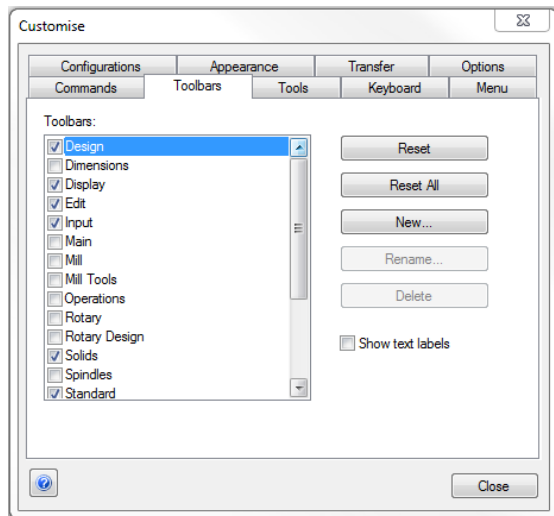 Customise
Configurations Appearance Transfer Options
Commands Toolbars Tools Keyboard Menu
Toolbars:
Design
Dimensions
Display
Edit
Input
Main
Mill
Mill Tools
Operations
Rotary
Rotary Design
Solids
Spindles
Standard
Reset
Reset All
New...
Rename...
Delete
Show text labels
Close